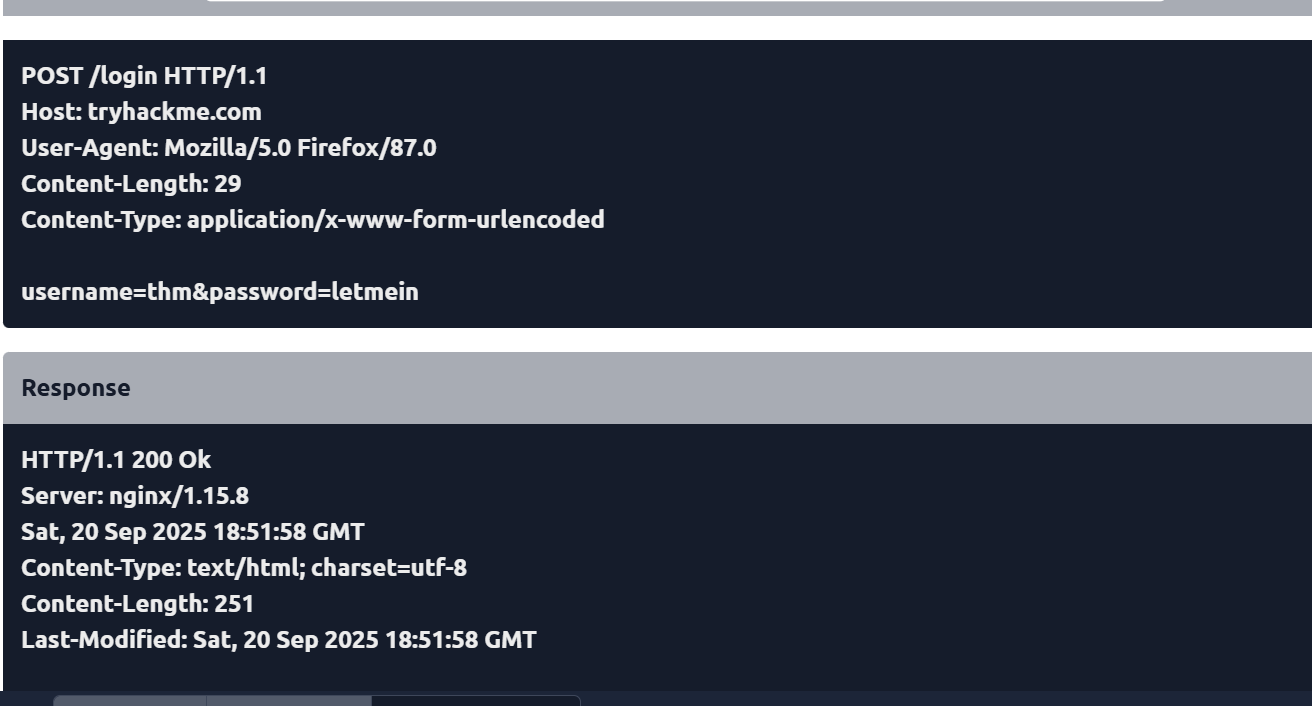 POST /login HTTP/1.1
Host: tryhackme.com
User-Agent: Mozilla/5.0 Firefox/87.0
Content-Length: 29
Content-Type: application/x-www-form-urlencoded
username=thm&password=letmein
Response
HTTP/1.1 200 Ok
Server: nginx/1.15.8
Sat, 20 Sep 2025 18:51:58 GMT
Content-Type: text/html; charset=utf-8
Content-Length: 251
Last-Modified: Sat, 20 Sep 2025 18:51:58 GMT